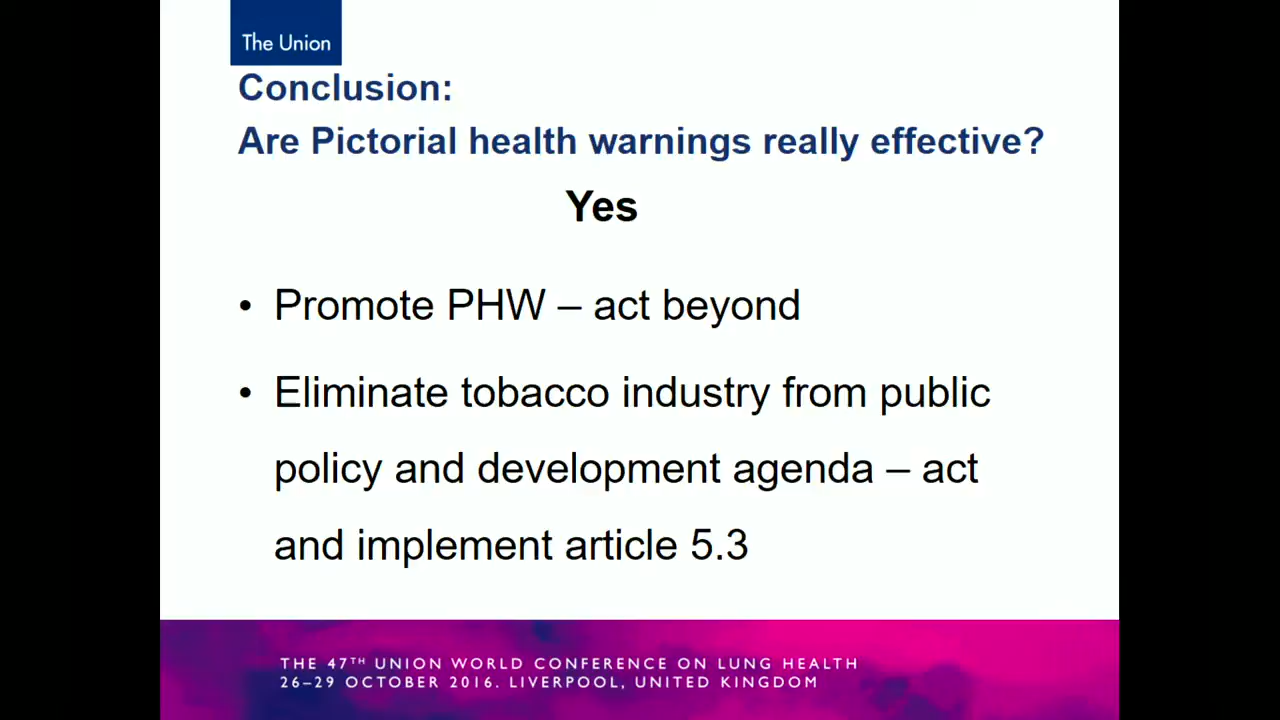 The Union
Conclusion:
Are Pictorial health warnings really effective?
Yes
• Promote PHW – act beyond
• Eliminate tobacco industry from public
policy and development agenda – act
and implement article 5.3
THE 47TH UNION WORLD CONFERENCE ON LUNG HEALTH
26–29 OCTOBER 2016. LIVERPOOL, UNITED KINGDOM